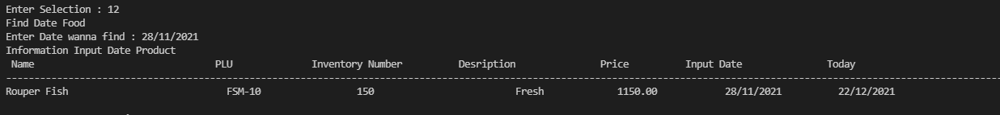 Enter Selection : 12
Find Date Food
Enter Date wanna find : 28/11/2021
Information Input Date Product
Name PLU Inventory Number Desription Price Input Date Today
--------------------------------------------------------------------------------------------------------------------------------------------------------------------------------
Rouper Fish FSM-10 150 Fresh 1150.00 28/11/2021 22/12/2021